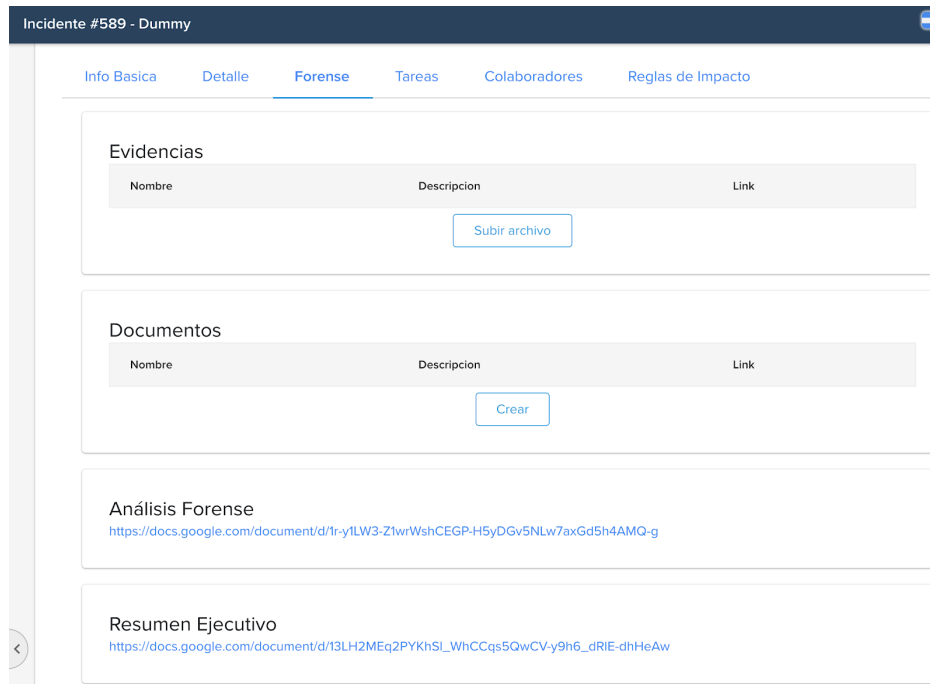 Incidente #589 - Dummy
Info Basica Detalle Forense Tareas Colaboradores Reglas de Impacto
Evidencias
Nombre Descripcion Link
Subir archivo
Documentos
Nombre Descripcion Link
Crear
Análisis Forense
https://docs.google.com/document/d/1r-y1LW3-Z1wrWshCEGP-H5yDGv5NLw7axGd5h4AMQ-g
Resumen Ejecutivo
https://docs.google.com/document/d/13LH2MEq2PYKhSl_WhCCqs5QwCV-y9h6_dRlE-dhHeAw